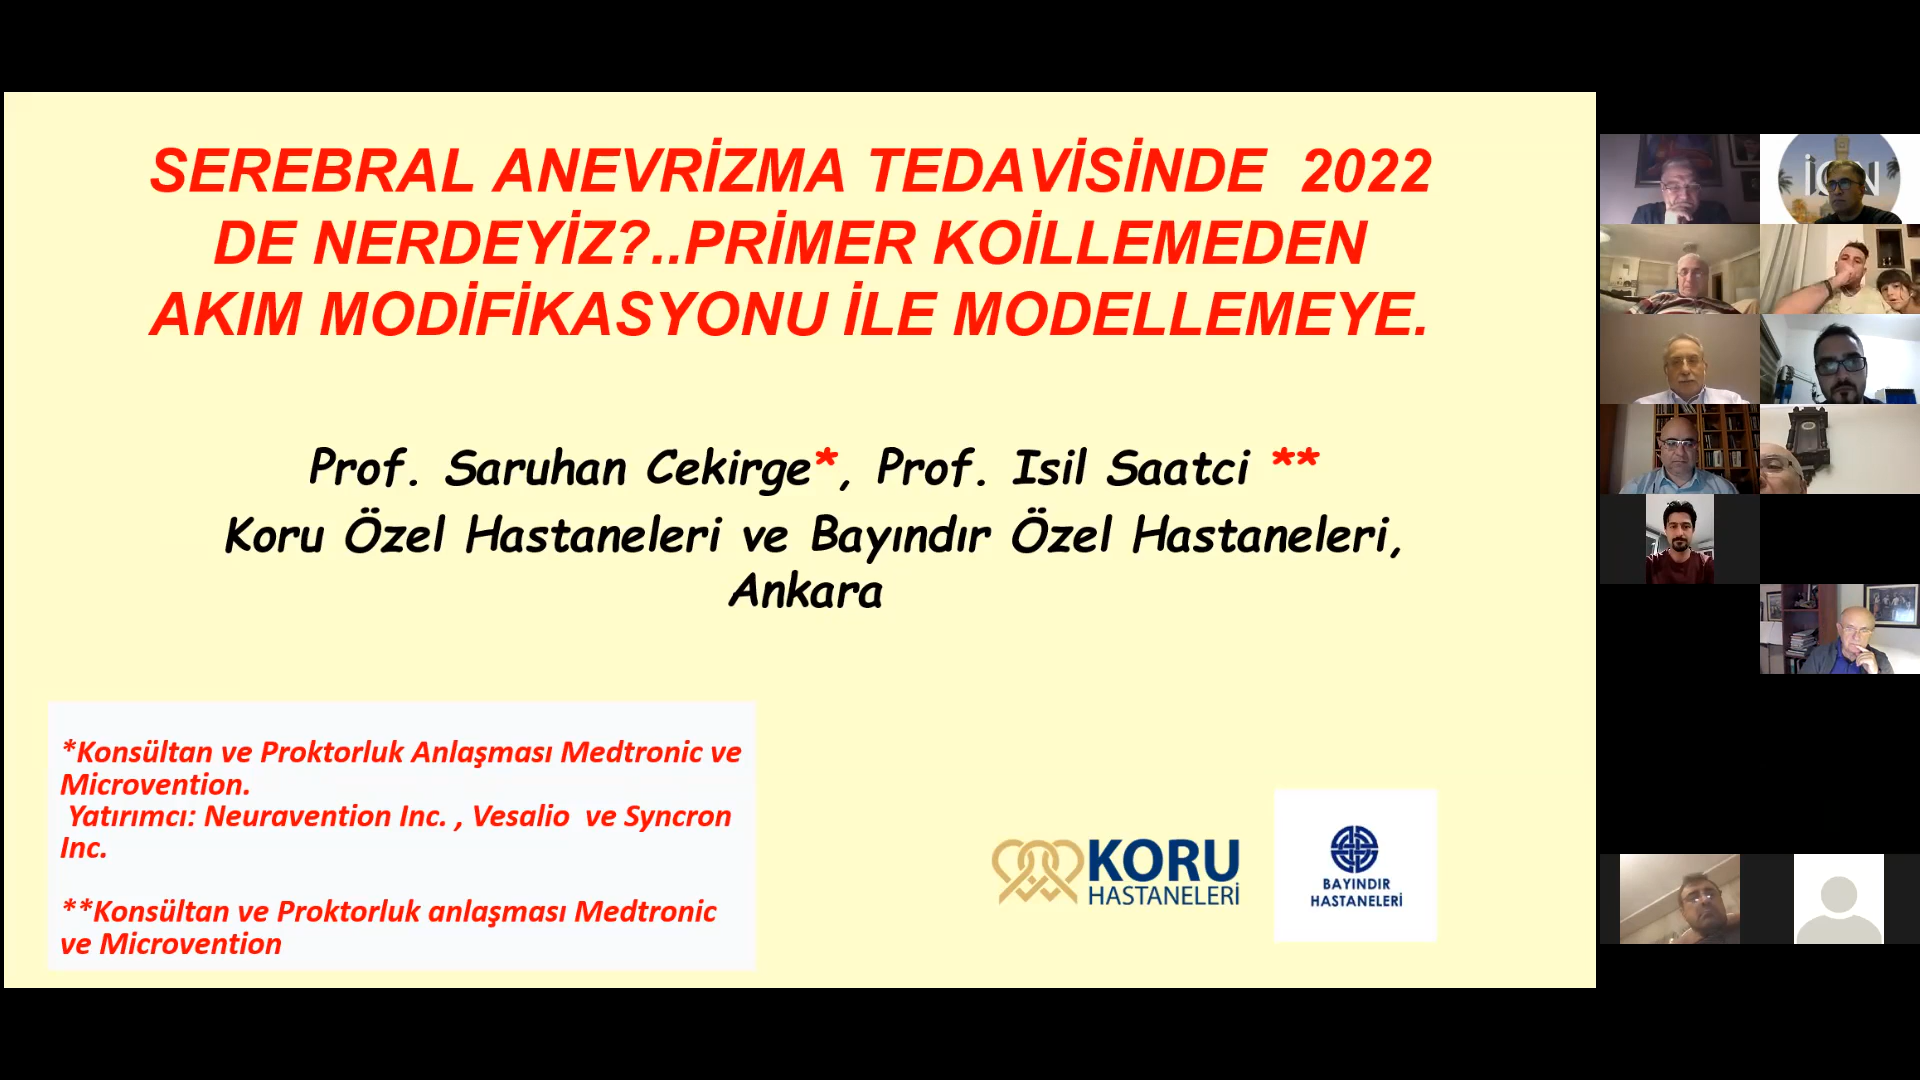 SEREBRAL ANEVRİZMA TEDAVİSİNDE 2022
DE NERDEYİZ?..PRİMER KOİLLEMEDEN
AKIM MODİFİKASYONU İLE MODELLEMEYE.
Prof. Saruhan Cekirge*, Prof. Isil Saatci **
Koru Özel Hastaneleri ve Bayındır Özel Hastaneleri,
Ankara
*Konsültan ve Proktorluk Anlaşması Medtronic ve
Microvention.
Yatırımcı: Neuravention Inc. , Vesalio ve Syncron
Inc.
**Konsültan ve Proktorluk anlaşması Medtronic
ve Microvention
KORU
HASTANELERİ
BAYINDIR
HASTANELERİ